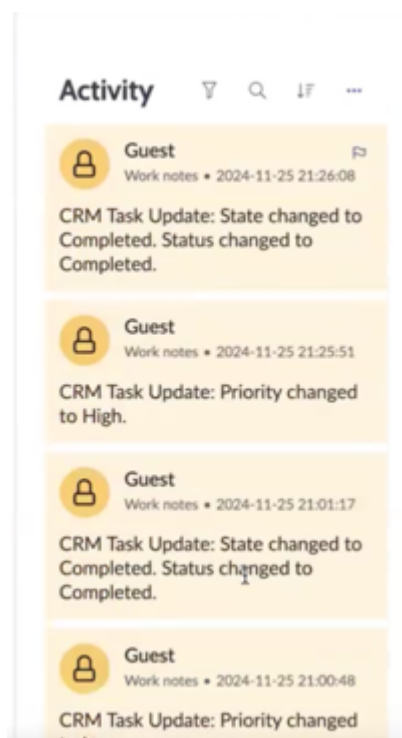 Activity
Guest
Work notes • 2024-11-25 21:26:08
CRM Task Update: State changed to
Completed. Status changed to
Completed.
Guest
Work notes • 2024-11-25 21:25:51
CRM Task Update: Priority changed
to High.
Guest
Work notes • 2024-11-25 21:01:17
CRM Task Update: State changed to
Completed. Status changed to
Completed.
Guest
Work notes • 2024-11-25 21:00:48
CRM Task Update: Priority changed